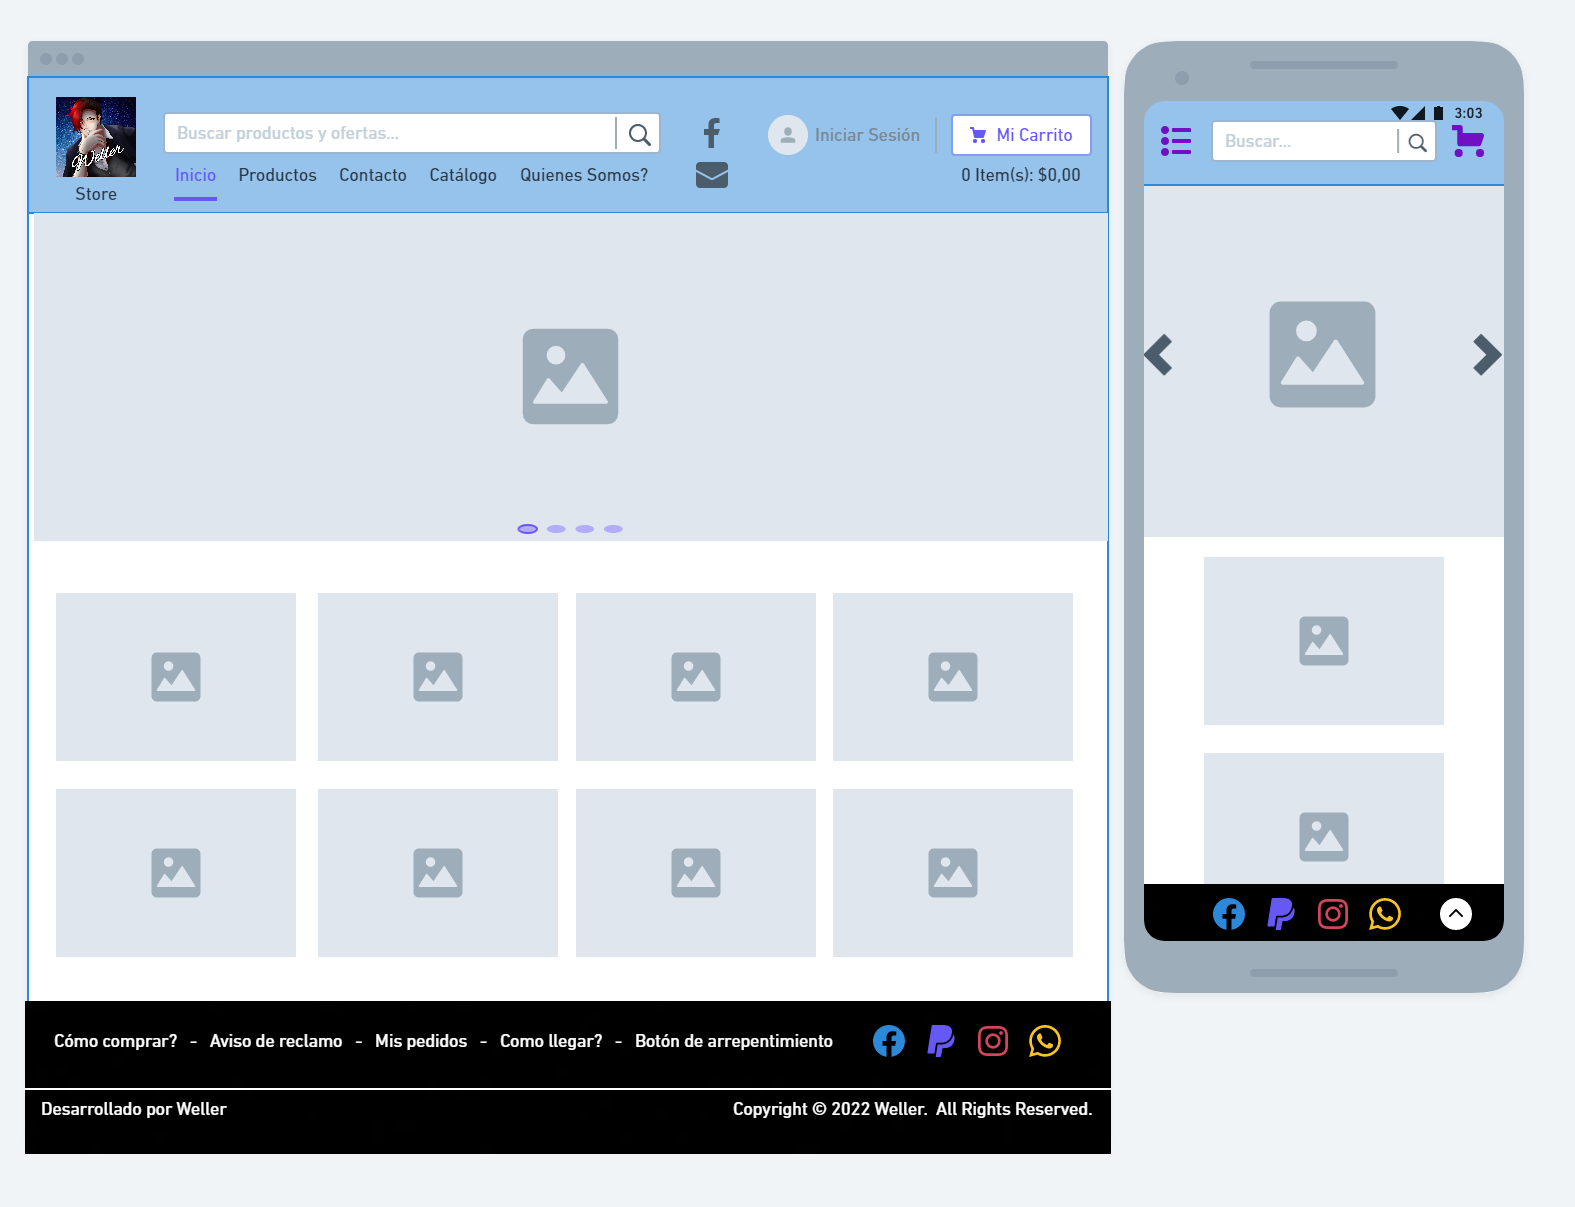 Weller
Store
Buscar productos y ofertas...
Inicio Productos Contacto Catálogo Quienes Somos?
Iniciar Sesión
Mi Carrito
0 Item(s): $0,00
3:03
Buscar...
Cómo comprar? - Aviso de reclamo - Mis pedidos - Como llegar? - Botón de arrepentimiento
Desarrollado por Weller
Copyright © 2022 Weller. All Rights Reserved.